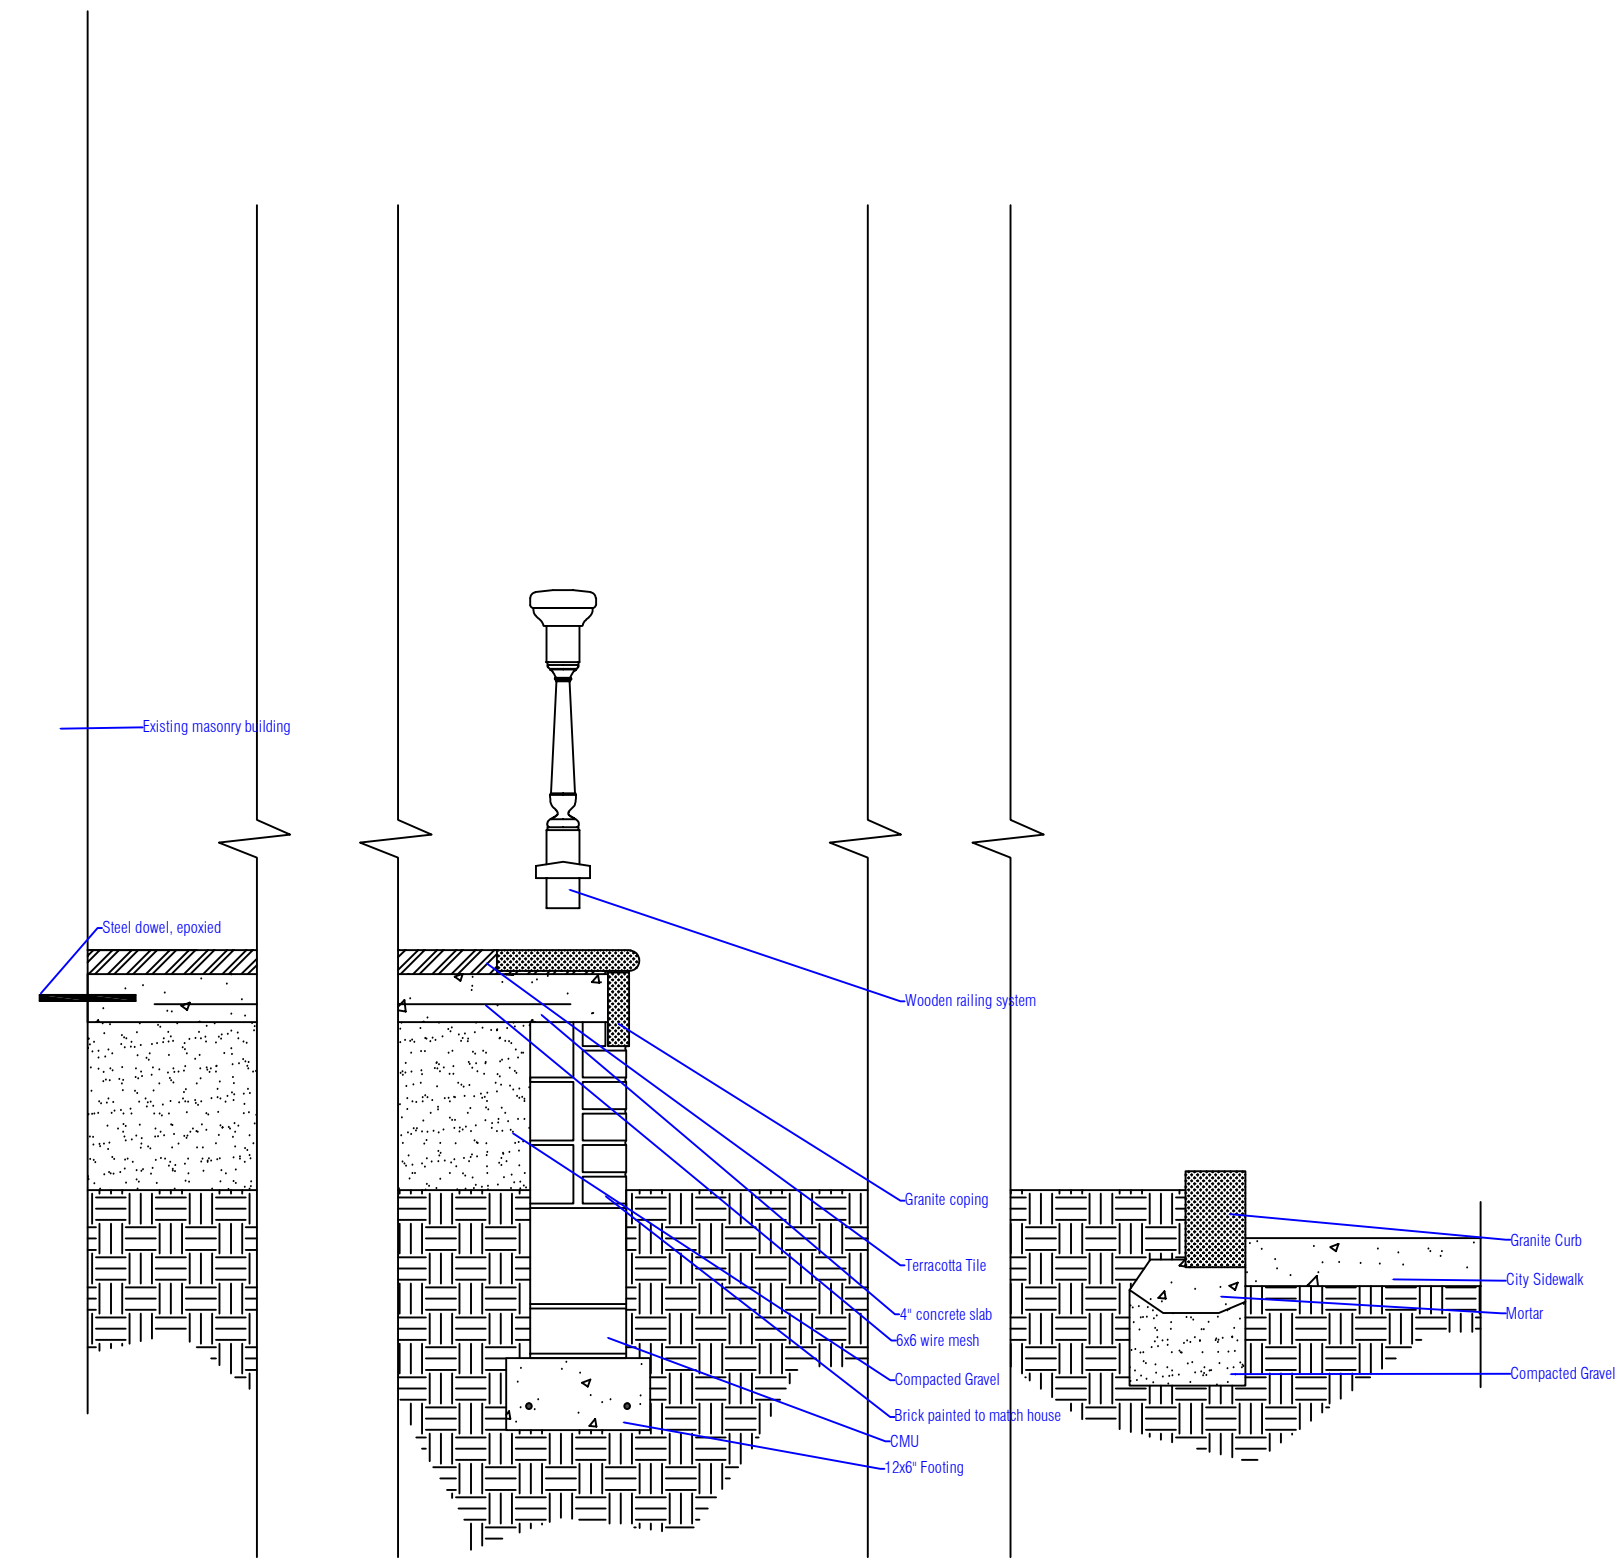 Existing masonry building
Steel dowel, epoxied
Wooden railing system
Granite coping
Granite Curb
Terracotta Tile
City Sidewalk
4" concrete slab
Mortar
6x6 wire mesh
Compacted Gravel
Compacted Gravel
Brick painted to match house
CMU
12x6" Footing